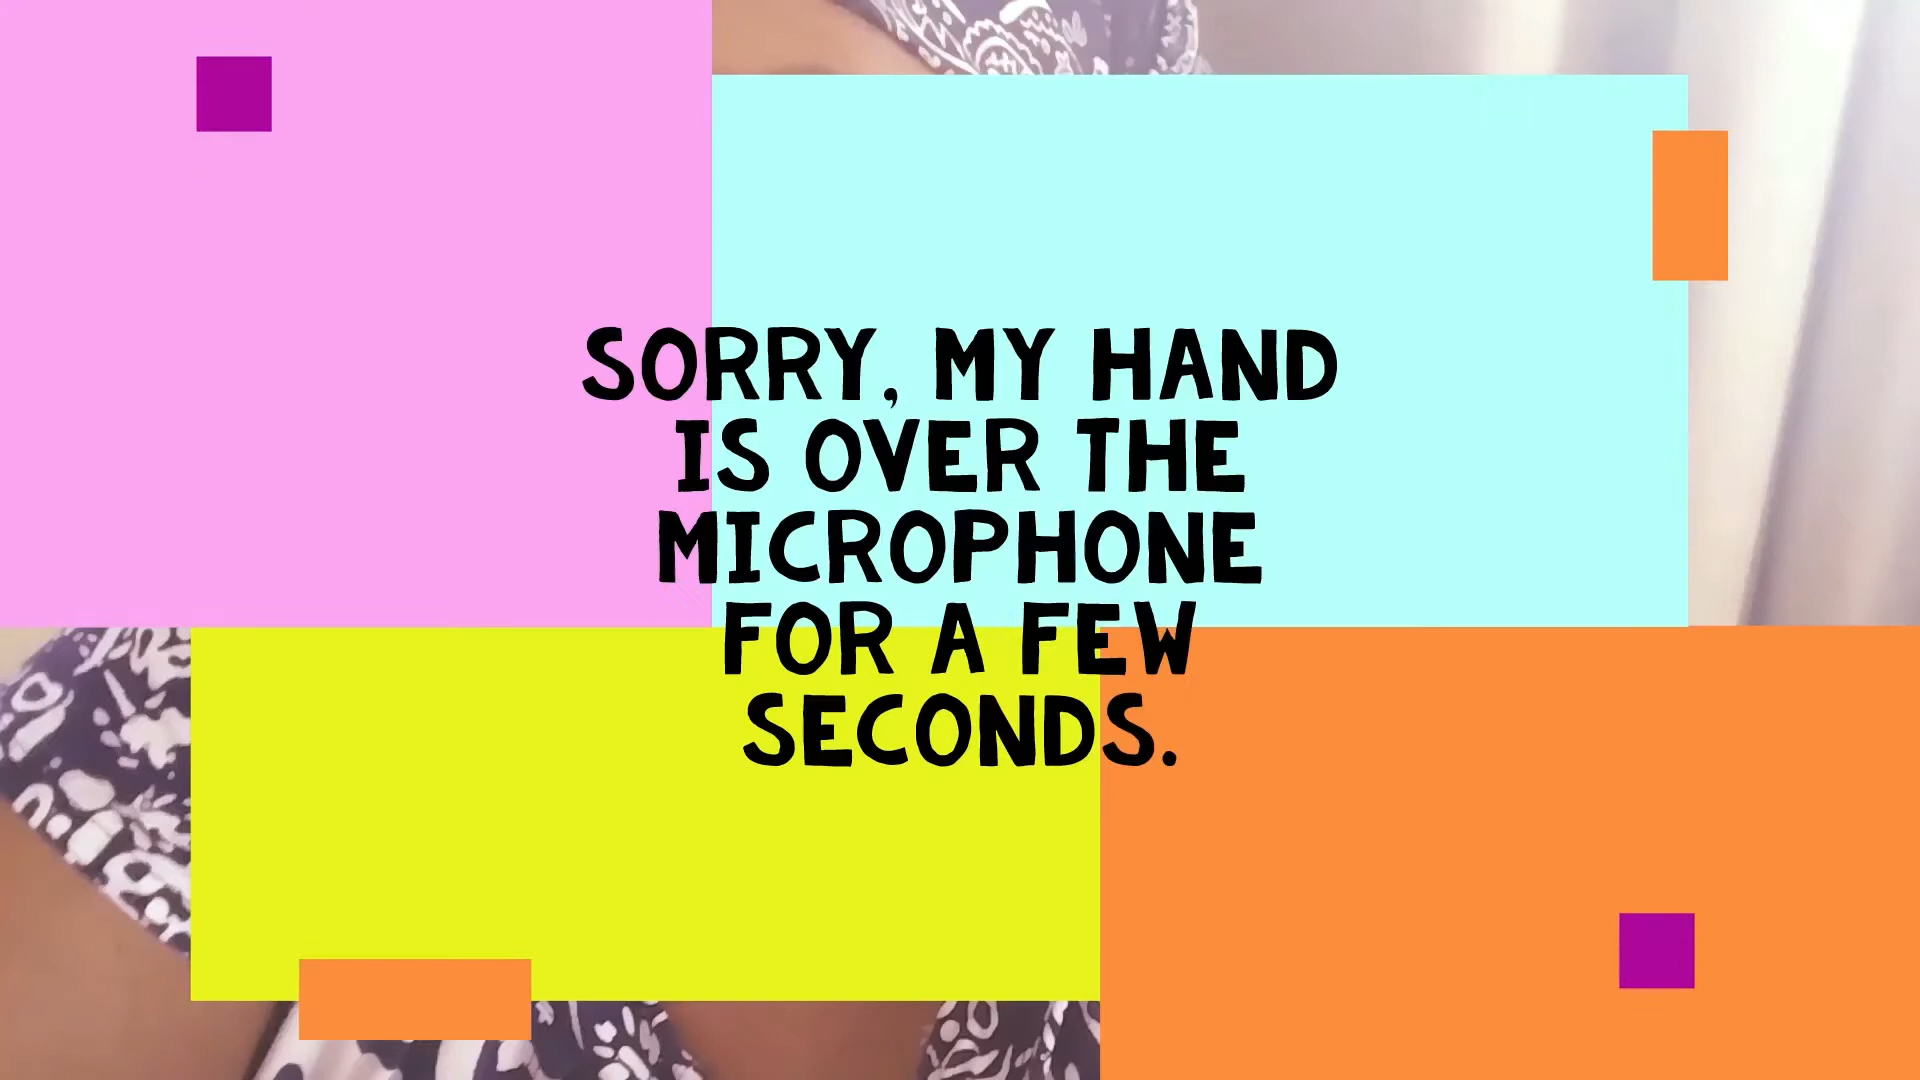 SORRY, MY HAND
IS OVER THE
MICROPHONE
FOR A FEW
SECONDS.